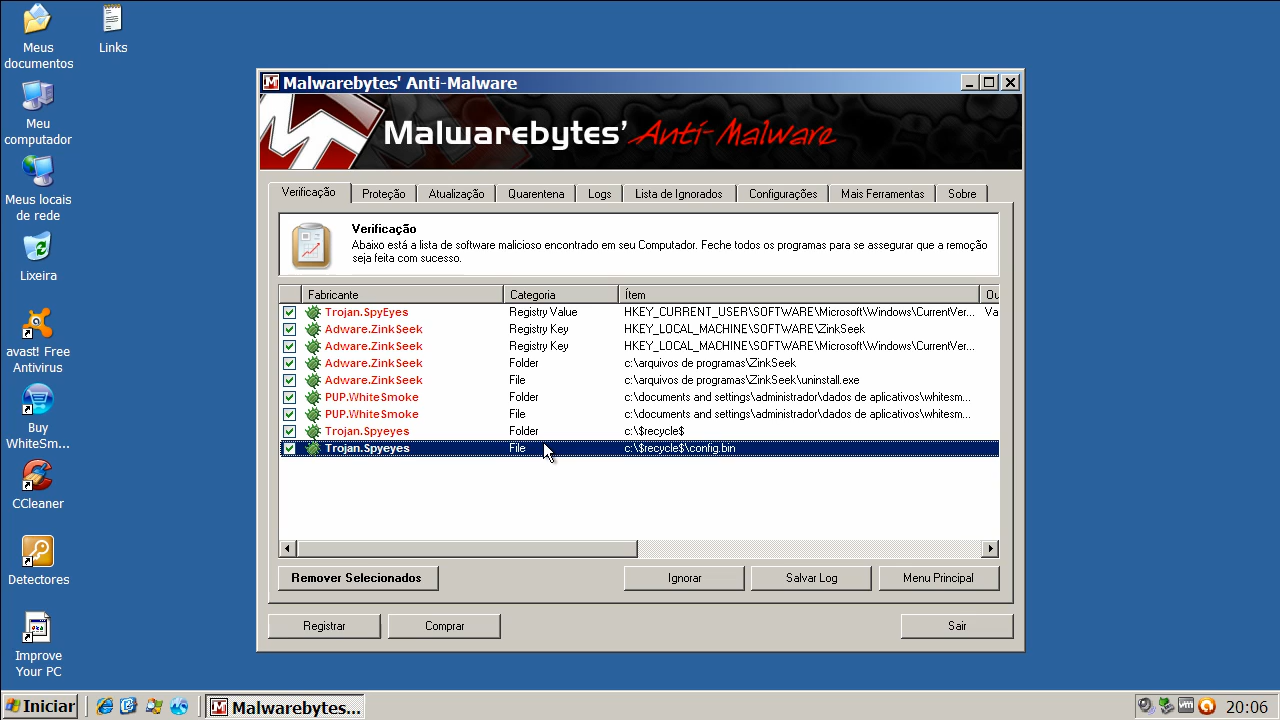 Meus
documentos
Links
Meu
computador
Meus locais
de rede
Lixeira
avast! Free
Antivirus
Buy
WhiteSm...
CCleaner
Detectores
Improve
Your PC
Malwarebytes' Anti-Malware
Malwarebytes' Anti-Malware
Verificação
Proteção
Atualização
Quarentena
Logs
Lista de Ignorados
Configurações
Mais Ferramentas
Sobre
Verificação
Abaixo está a lista de software malicioso encontrado em seu Computador. Feche todos os programas para se assegurar que a remoção
seja feita com sucesso.
Fabricante Categoria Ítem Ou
Trojan.SpyEyes Registry Value HKEY_CURRENT_USER\SOFTWARE\Microsoft\Windows\CurrentVer... Va
Adware.ZinkSeek Registry Key HKEY_LOCAL_MACHINE\SOFTWARE\ZinkSeek
Adware.ZinkSeek Registry Key HKEY_LOCAL_MACHINE\SOFTWARE\Microsoft\Windows\CurrentVer...
Adware.ZinkSeek Folder c:\arquivos de programas\ZinkSeek
Adware.ZinkSeek File c:\arquivos de programas\ZinkSeek\uninstall.exe
PUP.WhiteSmoke Folder c:\documents and settings\administrador\dados de aplicativos\whitesm...
PUP.WhiteSmoke File c:\documents and settings\administrador\dados de aplicativos\whitesm...
Trojan.Spyeyes Folder c:\$recycle$
Trojan.Spyeyes File c:\$recycle$\config.bin
Remover Selecionados
Ignorar
Salvar Log
Menu Principal
Registrar
Comprar
Sair
Iniciar
Malwarebytes...
20:06